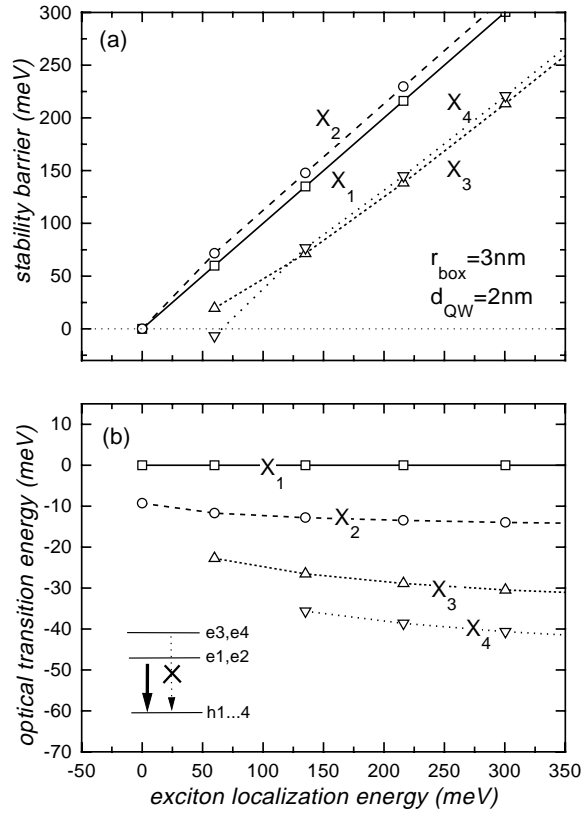 300
(a)
250
X2
200
X4
150
X1
X3
100
50
rbox=3nm
dQW=2nm
0
stability barrier (meV)
10
(b)
0
X1
-10
X2
-20
-30
X3
e3,e4
-40
X4
e1,e2
-50
-60
h1...4
-70
optical transition energy (meV)
-50 0 50 100 150 200 250 300 350
exciton localization energy (meV)